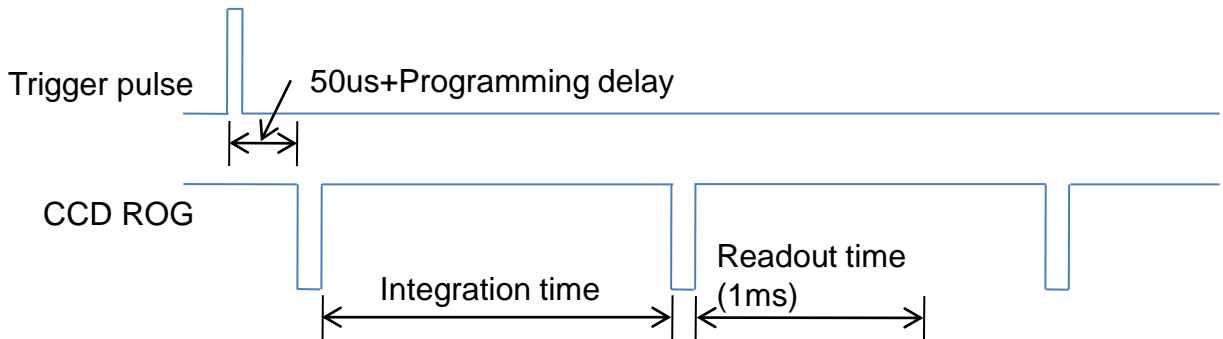 Trigger pulse
50us+Programming delay
CCD ROG
Integration time
Readout time
(1ms)